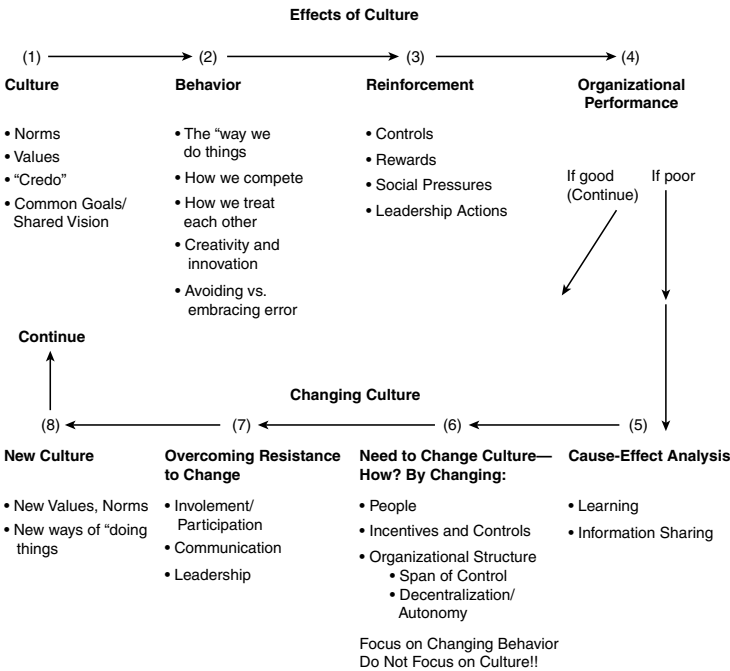 Effects of Culture
(1)
(2)
(3)
(4)
Culture
Behavior
Reinforcement
Organizational
Performance
• Norms
• Values
• “Credo”
• Common Goals/
Shared Vision
• The “way we
do things
• How we compete
• How we treat
each other
• Creativity and
innovation
• Avoiding vs.
embracing error
• Controls
• Rewards
• Social Pressures
• Leadership Actions
If good
(Continue)
If poor
Continue
Changing Culture
(8)
(7)
(6)
(5)
New Culture
• New Values, Norms
• New ways of “doing
things
Overcoming Resistance
to Change
• Involement/
Participation
• Communication
• Leadership
Need to Change Culture—
How? By Changing:
• People
• Incentives and Controls
• Organizational Structure
• Span of Control
• Decentralization/
Autonomy
Focus on Changing Behavior
Do Not Focus on Culture!!
Cause-Effect Analysis
• Learning
• Information Sharing